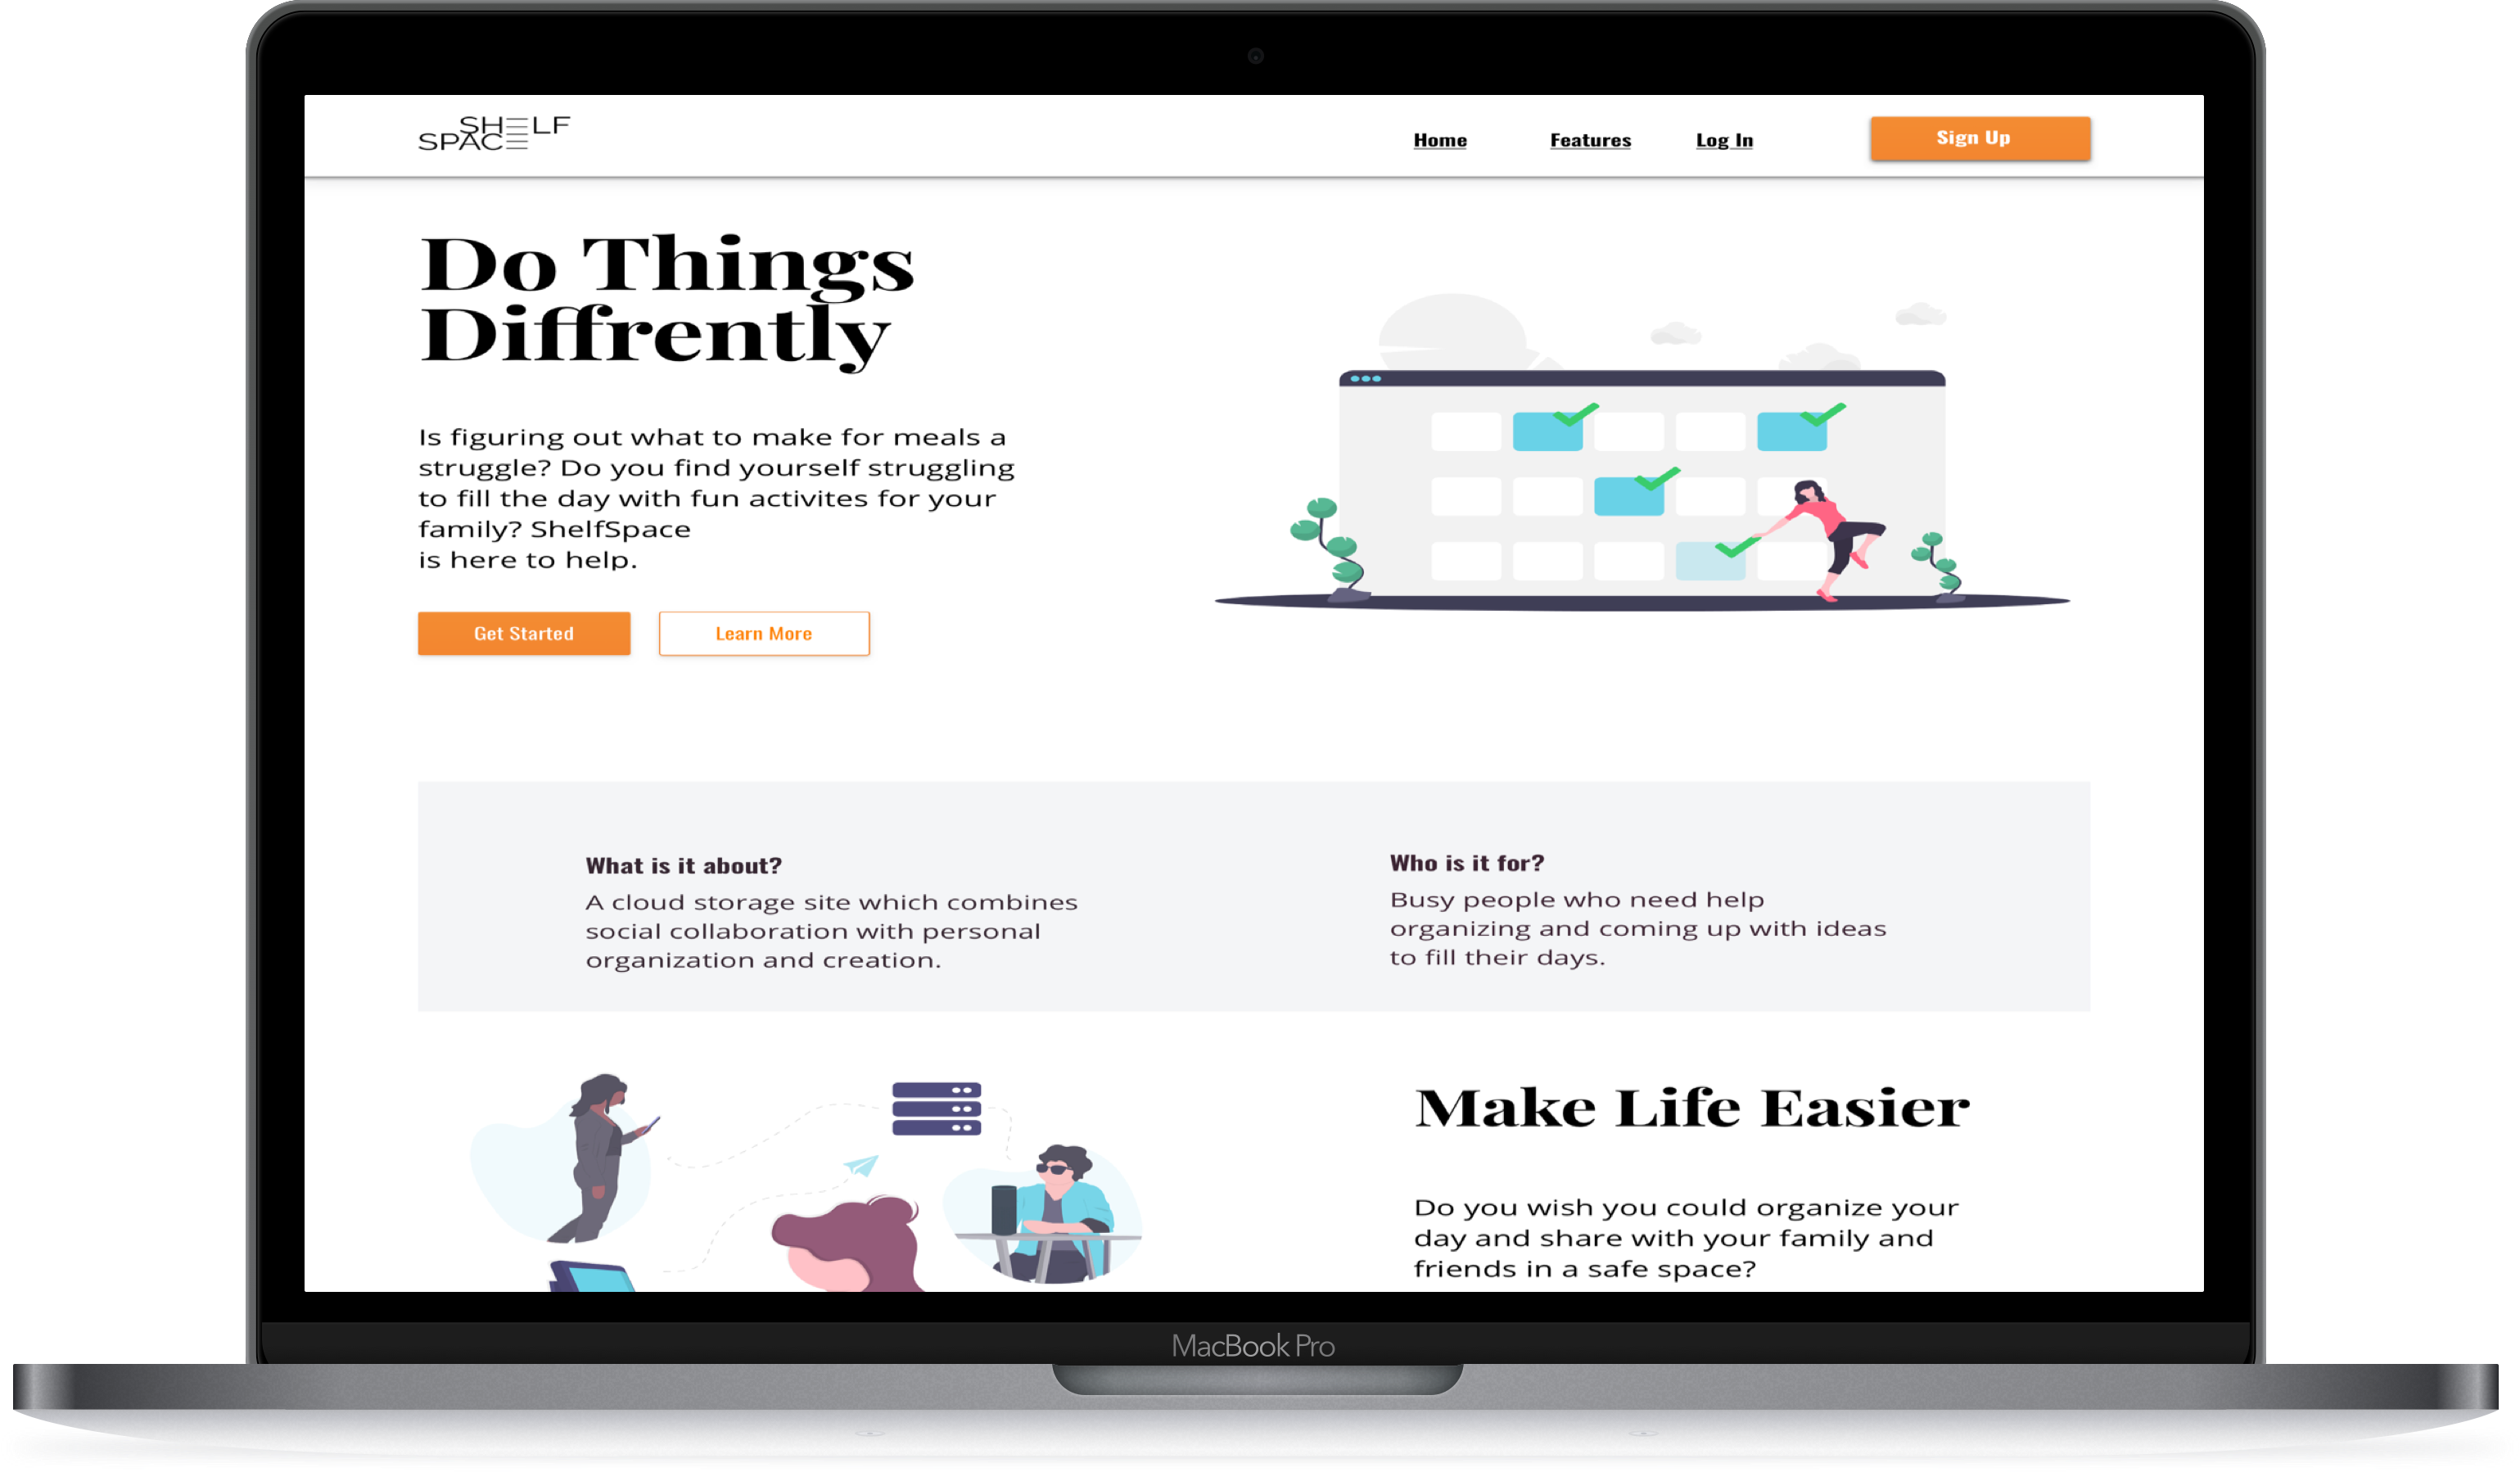 SHELF
SPACE
Home
Features
Log In
Sign Up
Do Things
Diffrently
Is figuring out what to make for meals a
struggle? Do you find yourself struggling
to fill the day with fun activites for your
family? ShelfSpace
is here to help.
Get Started
Learn More
What is it about?
A cloud storage site which combines
social collaboration with personal
organization and creation.
Who is it for?
Busy people who need help
organizing and coming up with ideas
to fill their days.
Make Life Easier
Do you wish you could organize your
day and share with your family and
friends in a safe space?
MacBook Pro